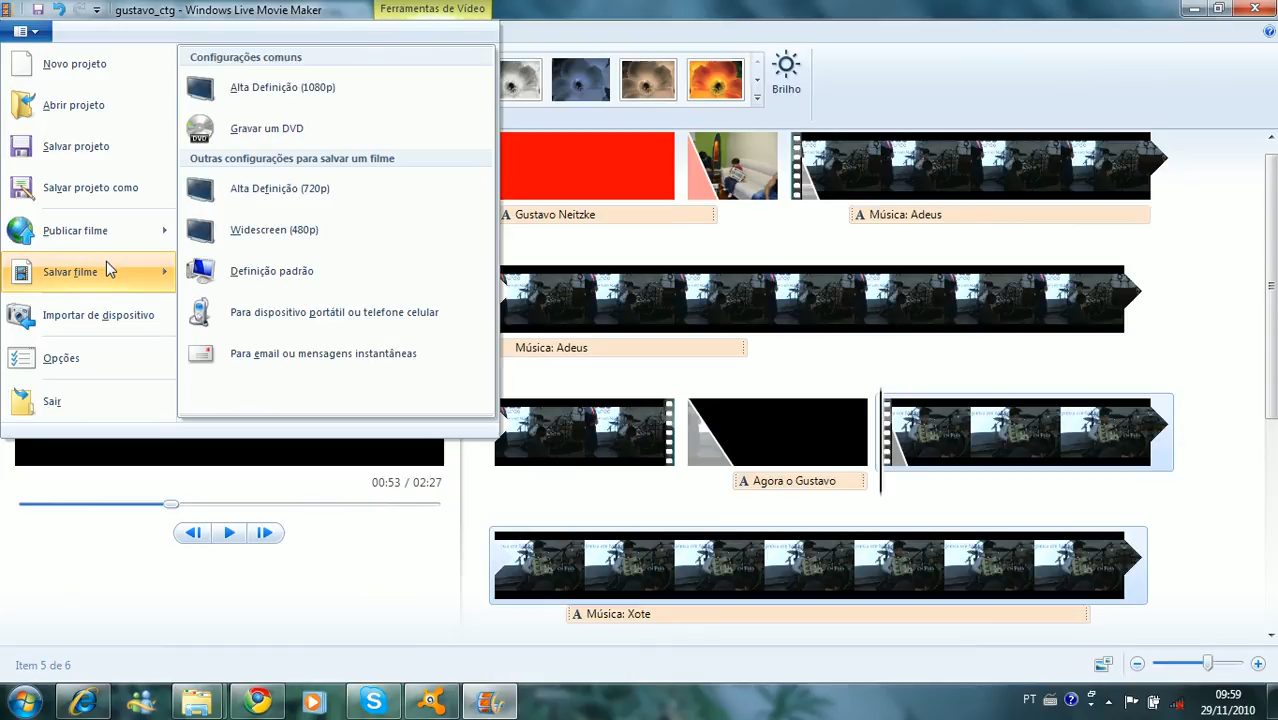 gustavo_ctg - Windows Live Movie Maker
Ferramentas de Vídeo
Novo projeto
Abrir projeto
Salvar projeto
Salvar projeto como
Publicar filme
Salvar filme
Importar de dispositivo
Opções
Sair
Configurações comuns
Alta Definição (1080p)
Gravar um DVD
Outras configurações para salvar um filme
Alta Definição (720p)
Widescreen (480p)
Definição padrão
Para dispositivo portátil ou telefone celular
Para email ou mensagens instantâneas
Brilho
A Gustavo Neitzke
A Música: Adeus
Música: Adeus
A Agora o Gustavo
A Música: Xote
00:53 / 02:27
Item 5 de 6
PT
09:59
29/11/2010